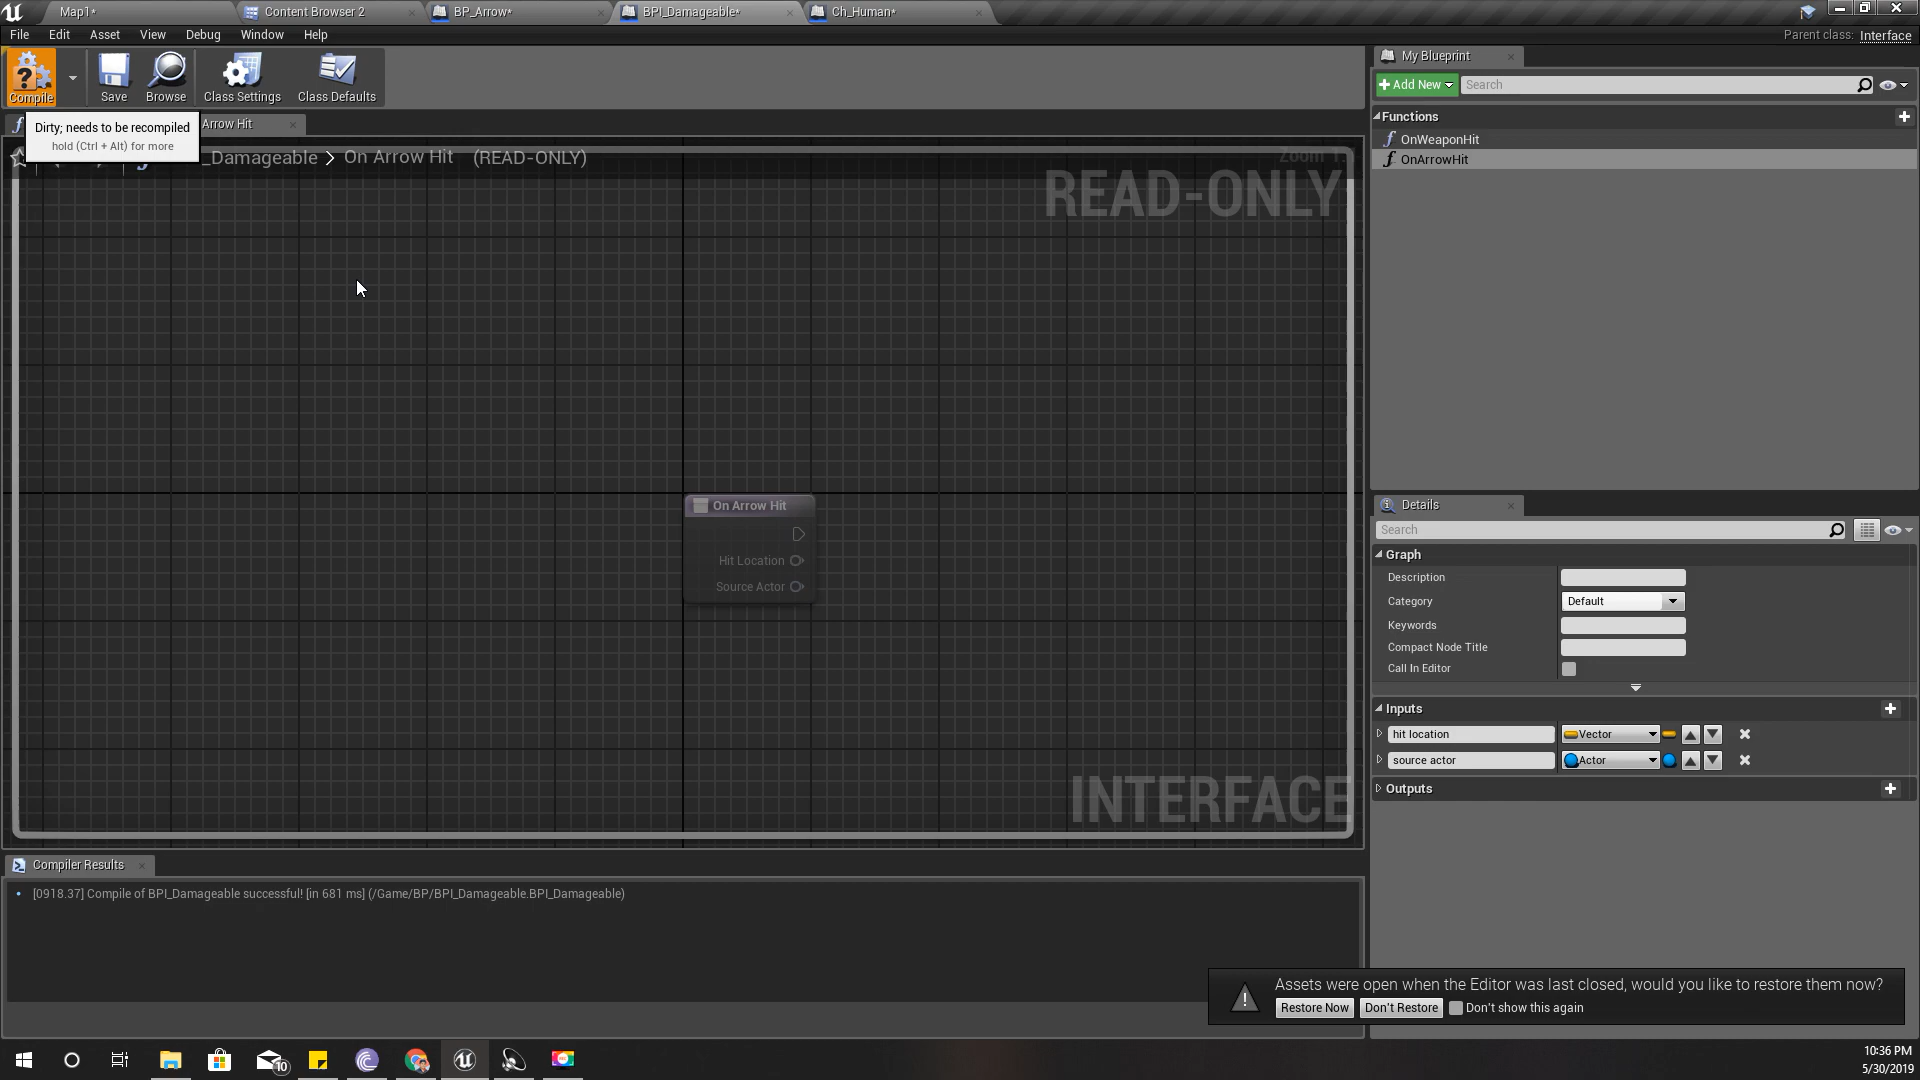 Map1*
Content Browser 2
BP_Arrow*
BPI_Damageable*
Ch_Human*
File Edit Asset View Debug Window Help
Parent class: Interface
Compile
Save
Browse
Class Settings
Class Defaults
My Blueprint
+ Add New
Search
Functions
OnWeaponHit
OnArrowHit
Arrow Hit
Dirty; needs to be recompiled
hold (Ctrl + Alt) for more
_Damageable > On Arrow Hit (READ-ONLY)
READ-ONLY
On Arrow Hit
Hit Location
Source Actor
INTERFACE
Details
Search
Graph
Description
Category Default
Keywords
Compact Node Title
Call In Editor
Inputs
hit location Vector
source actor Actor
Outputs
Compiler Results
[0918.37] Compile of BPI_Damageable successful! [in 681 ms] (/Game/BP/BPI_Damageable.BPI_Damageable)
Assets were open when the Editor was last closed, would you like to restore them now?
Restore Now Don't Restore Don't show this again
10
10:36 PM
5/30/2019